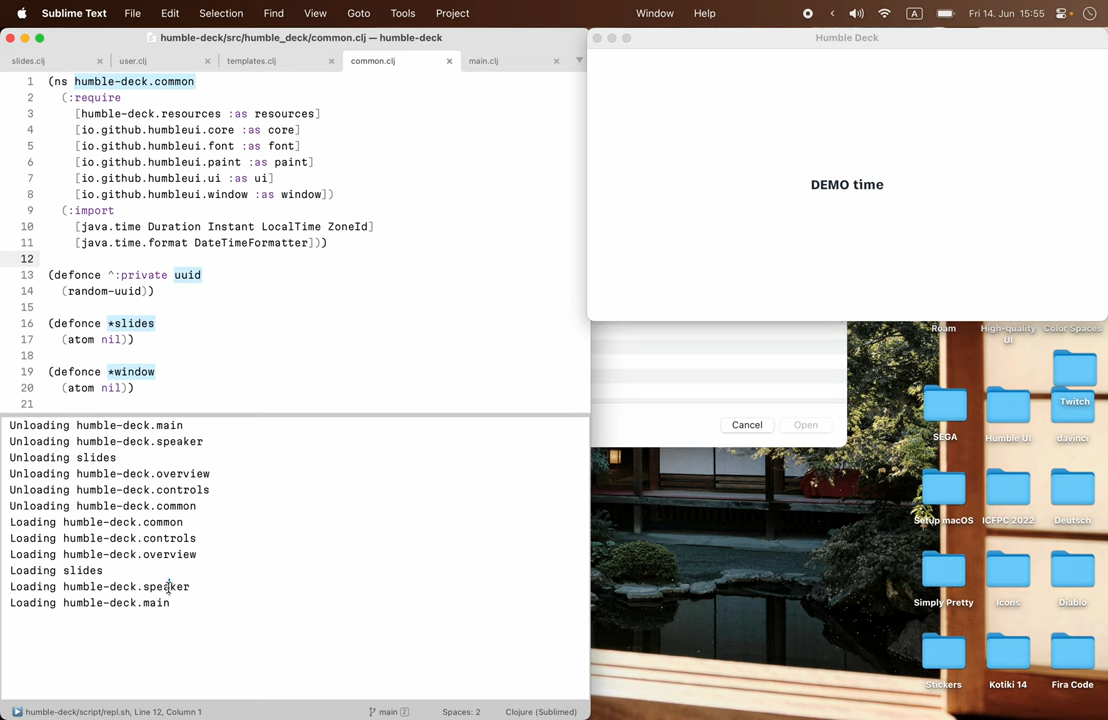 Sublime Text File Edit Selection Find View Goto Tools Project Window Help A Fri 14. Jun 15:55
humble-deck/src/humble_deck/common.clj — humble-deck
slides.clj user.clj templates.clj common.clj main.clj
1 (ns humble-deck.common
2 (:require
3 [humble-deck.resources :as resources]
4 [io.github.humbleui.core :as core]
5 [io.github.humbleui.font :as font]
6 [io.github.humbleui.paint :as paint]
7 [io.github.humbleui.ui :as ui]
8 [io.github.humbleui.window :as window])
9 (:import
10 [java.time Duration Instant LocalTime ZoneId]
11 [java.time.format DateTimeFormatter]))
12
13 (defonce ^:private uuid
14 (random-uuid))
15
16 (defonce *slides
17 (atom nil))
18
19 (defonce *window
20 (atom nil))
21
Unloading humble-deck.main
Unloading humble-deck.speaker
Unloading slides
Unloading humble-deck.overview
Unloading humble-deck.controls
Unloading humble-deck.common
Loading humble-deck.common
Loading humble-deck.controls
Loading humble-deck.overview
Loading slides
Loading humble-deck.speaker
Loading humble-deck.main
humble-deck/script/repl.sh, Line 12, Column 1 main 2 Spaces: 2 Clojure (Sublimed)
Humble Deck
DEMO time
Cancel Open
Roam High-quality UI Color Spaces
Twitch
SEGA Humble UI davinci
Setup macOS ICFPC 2022 Deutsch
Simply Pretty Icons Diablo
Stickers Kotiki 14 Fira Code